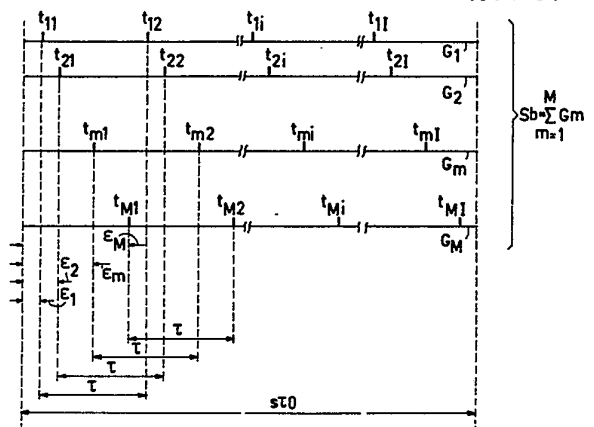 t11 t12 t1i t1I
G1
t21 t22 t2i t2I
G2
tm1 tm2 tmi tmI
Gm
tM1 tM2 tMi tMI
GM
M
Sb=∑Gm
m=1
εM
ε2 εm
ε1
τ
τ
τ
τ
sτ0